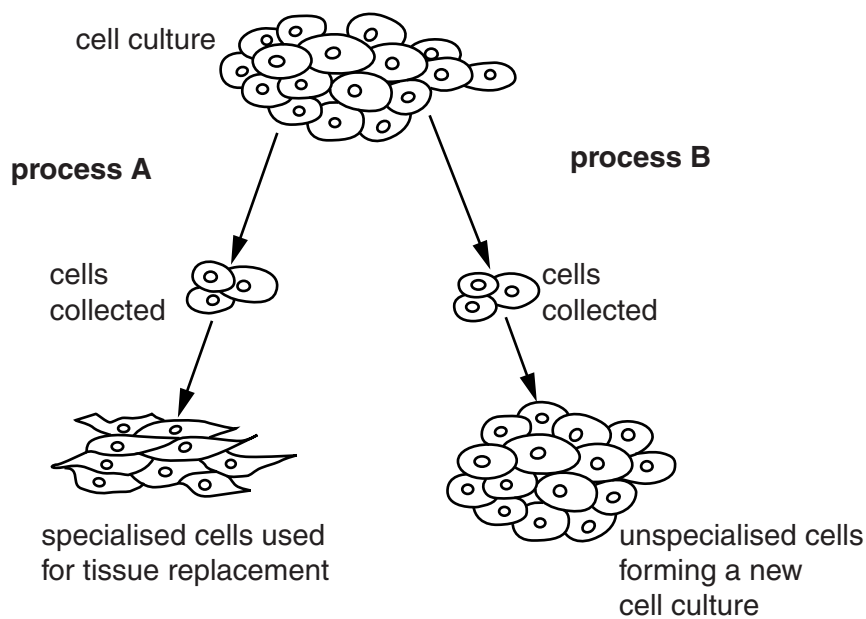 cell culture
process A
process B
cells
collected
cells
collected
specialised cells used
for tissue replacement
unspecialised cells
forming a new
cell culture